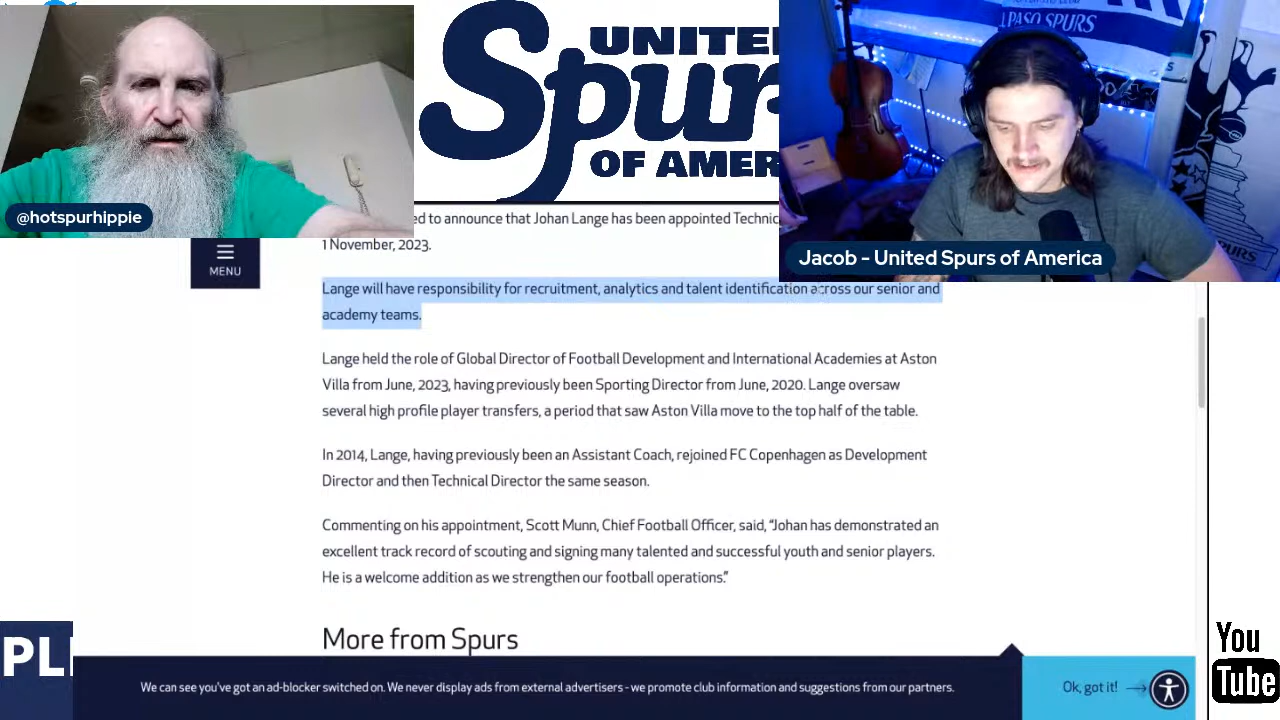 UNITE
Spurs
OF AMER
PASO SPURS
@hotspurhippie
Jacob - United Spurs of America
MENU
ed to announce that Johan Lange has been appointed Technic
1 November, 2023.
Lange will have responsibility for recruitment, analytics and talent identification across our senior and
academy teams.
Lange held the role of Global Director of Football Development and International Academies at Aston
Villa from June, 2023, having previously been Sporting Director from June, 2020. Lange oversaw
several high profile player transfers, a period that saw Aston Villa move to the top half of the table.
In 2014, Lange, having previously been an Assistant Coach, rejoined FC Copenhagen as Development
Director and then Technical Director the same season.
Commenting on his appointment, Scott Munn, Chief Football Officer, said, “Johan has demonstrated an
excellent track record of scouting and signing many talented and successful youth and senior players.
He is a welcome addition as we strengthen our football operations.”
More from Spurs
PL
We can see you've got an ad-blocker switched on. We never display ads from external advertisers - we promote club information and suggestions from our partners.
Ok, got it!
You
Tube